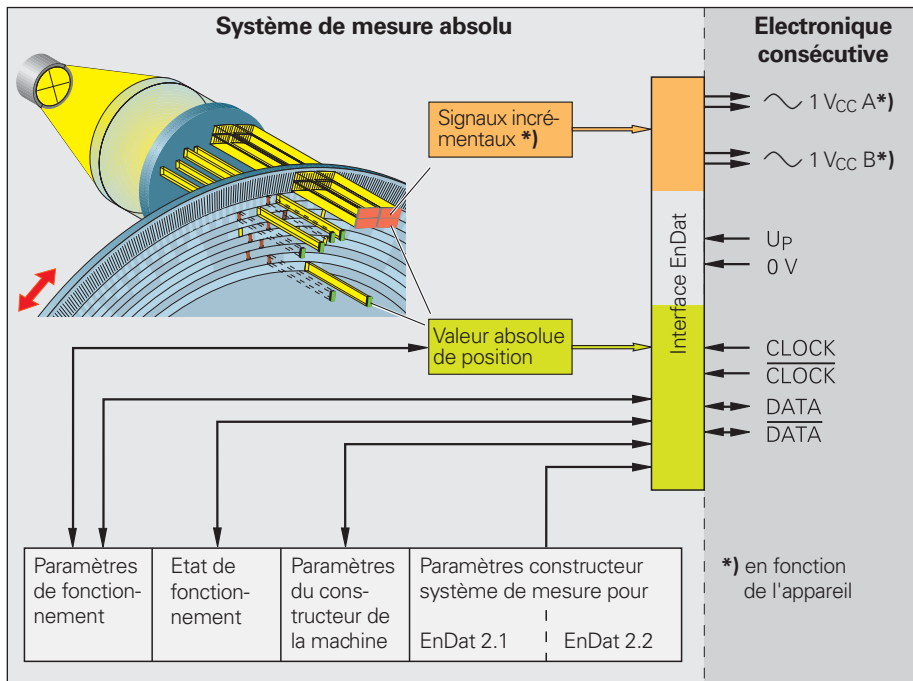 Système de mesure absolu
Electronique
consécutive
Signaux incré-
mentaux *)
1 VCC A*)
1 VCC B*)
Interface EnDat
UP
0 V
Valeur absolue
de position
CLOCK
CLOCK
DATA
DATA
Paramètres
de fonction-
nement
Etat de
fonction-
nement
Paramètres
du cons-
tructeur de
la machine
Paramètres constructeur
système de mesure pour
EnDat 2.1
EnDat 2.2
*) en fonction
de l'appareil